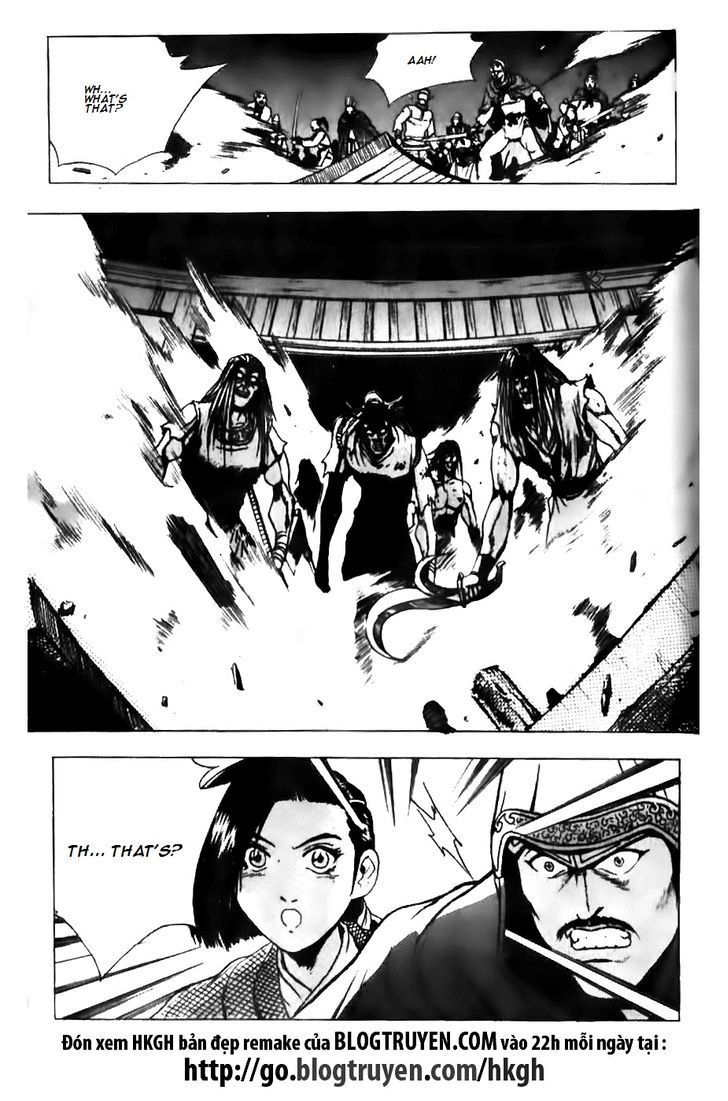 WH...
WHAT'S
THAT?
AAH!
TH... THAT'S?
Đón xem HKGH bản đẹp remake của BLOGTRUYEN.COM vào 22h mỗi ngày tại :
http://go.blogtruyen.com/hkgh